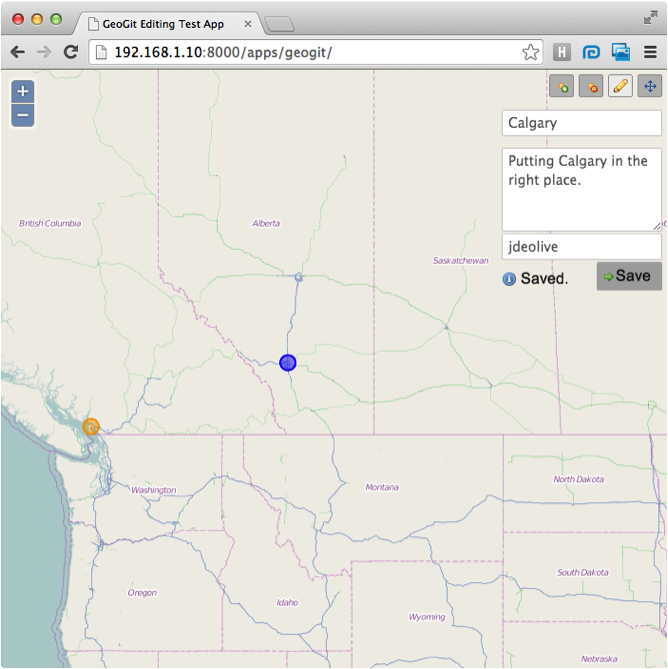 GeoGit Editing Test App
192.168.1.10:8000/apps/geogit/
H
+
−
Calgary
Putting Calgary in the
right place.
British Columbia
Alberta
jdeolive
Saskatchewan
Saved.
Save
Washington
Montana
North Dakota
South Dakota
Oregon
Idaho
Wyoming
Nebraska